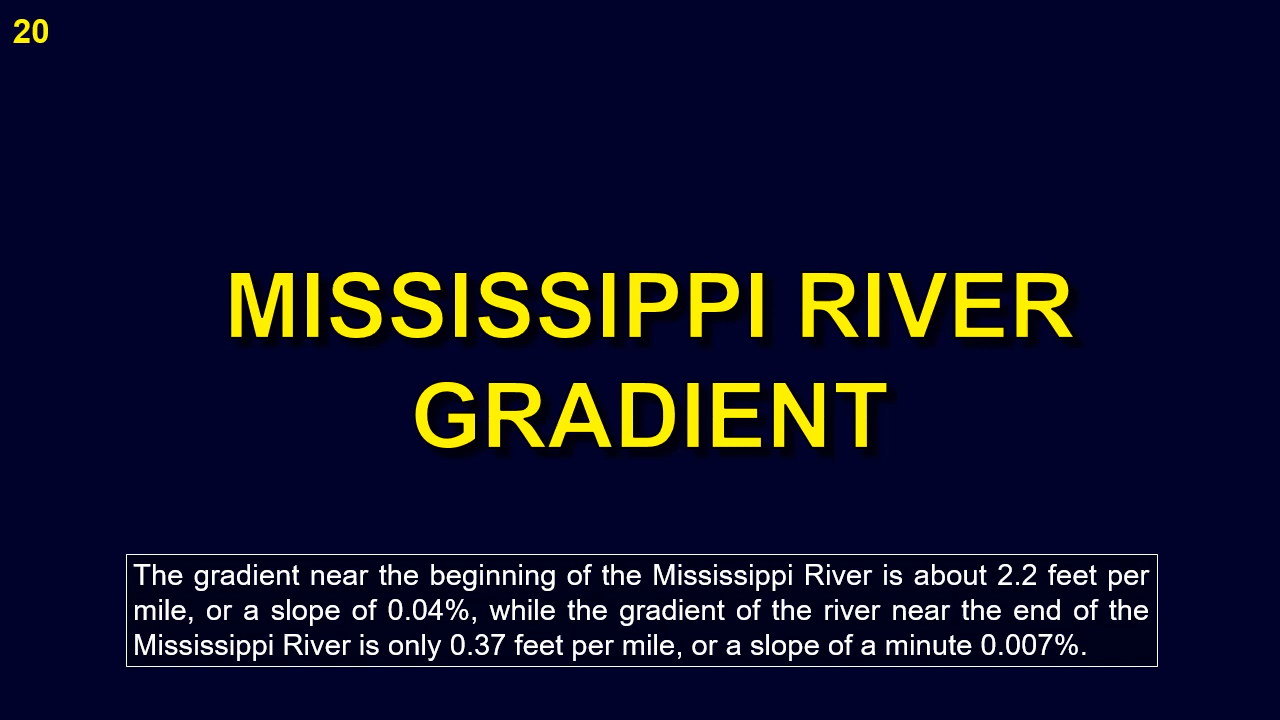 20
MISSISSIPPI RIVER
GRADIENT
The gradient near the beginning of the Mississippi River is about 2.2 feet per
mile, or a slope of 0.04%, while the gradient of the river near the end of the
Mississippi River is only 0.37 feet per mile, or a slope of a minute 0.007%.